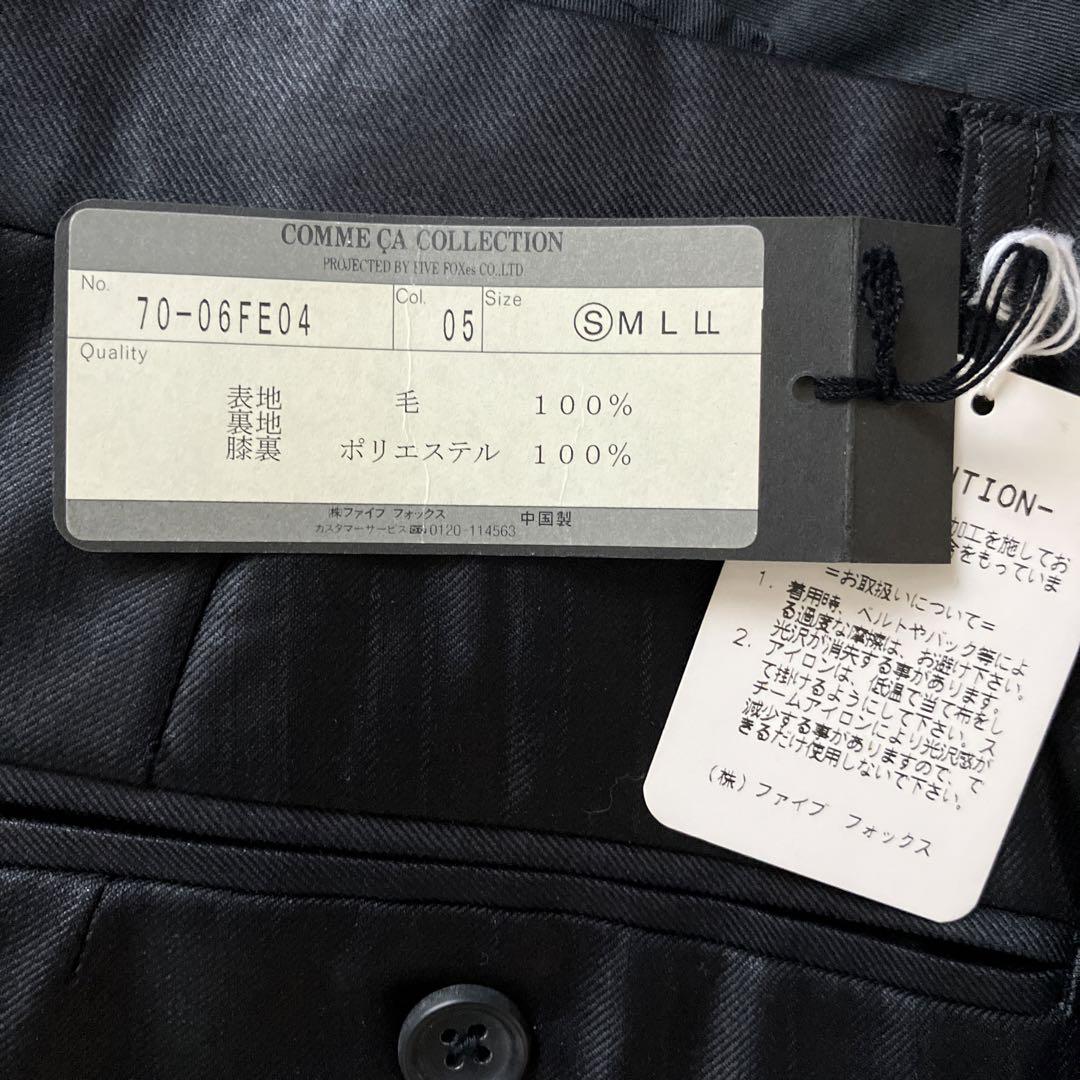 COMME ÇA COLLECTION
PROJECTED BY FIVE FOXes CO.,LTD
No. 70-06FE04 Col. 05 Size Ⓢ M L LL
Quality
表地 毛 100%
裏地
膝裏 ポリエステル 100%
㈱ファイブ フォックス 中国製
カスタマーサービス 0120-114563
NTION-
加工を施してお
をもっていま
=お取扱いについて=
1. 着用時、ベルトやバック等によ
る過度な摩擦は、お避け下さい。
光沢が消失する事があります。
2. アイロンは、低温で当て布をし
て掛けるようにして下さい。ス
チームアイロンにより光沢感が
減少する事がありますので、で
きるだけ使用しないで下さい。
(株)ファイブ フォックス